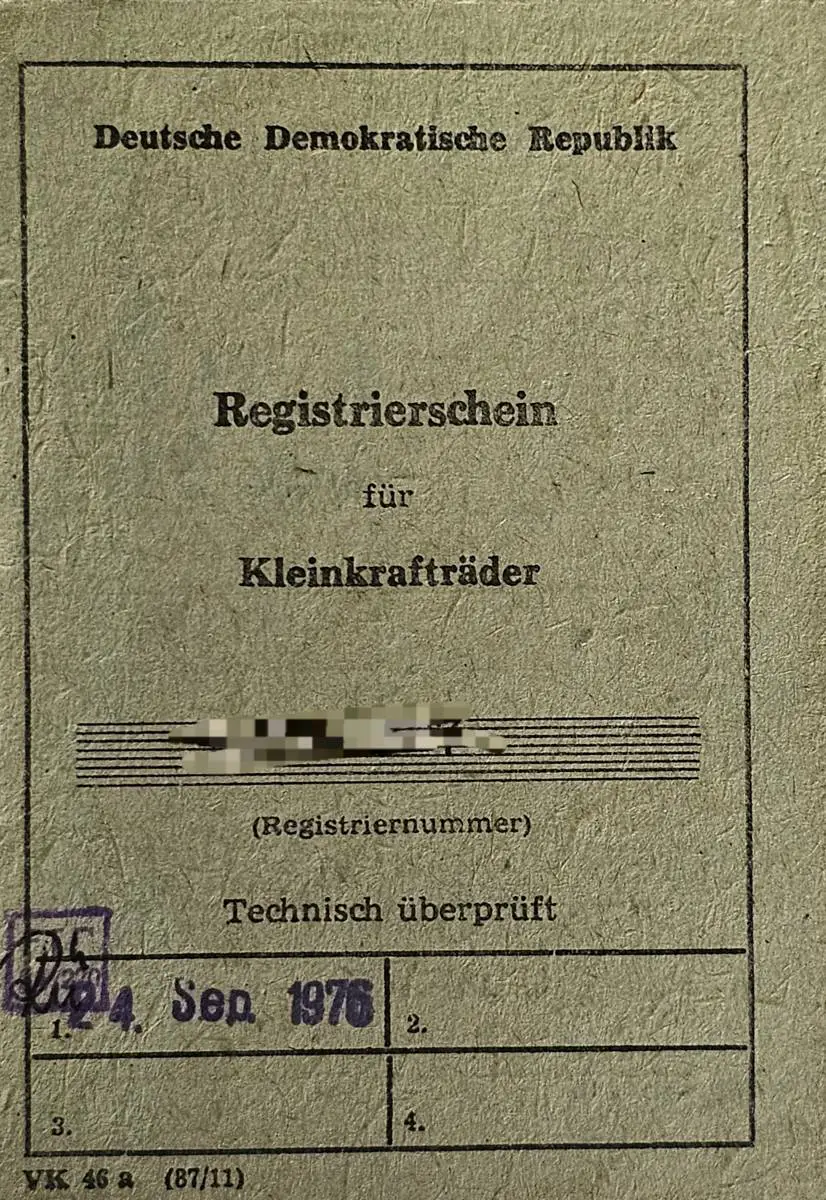 Deutsche Demokratische Republik
Registrierschein
für
Kleinkrafträder
(Registriernummer)
Technisch überprüft
1. 24. Sep. 1976
2.
3.
4.
VK 46 a (87/11)